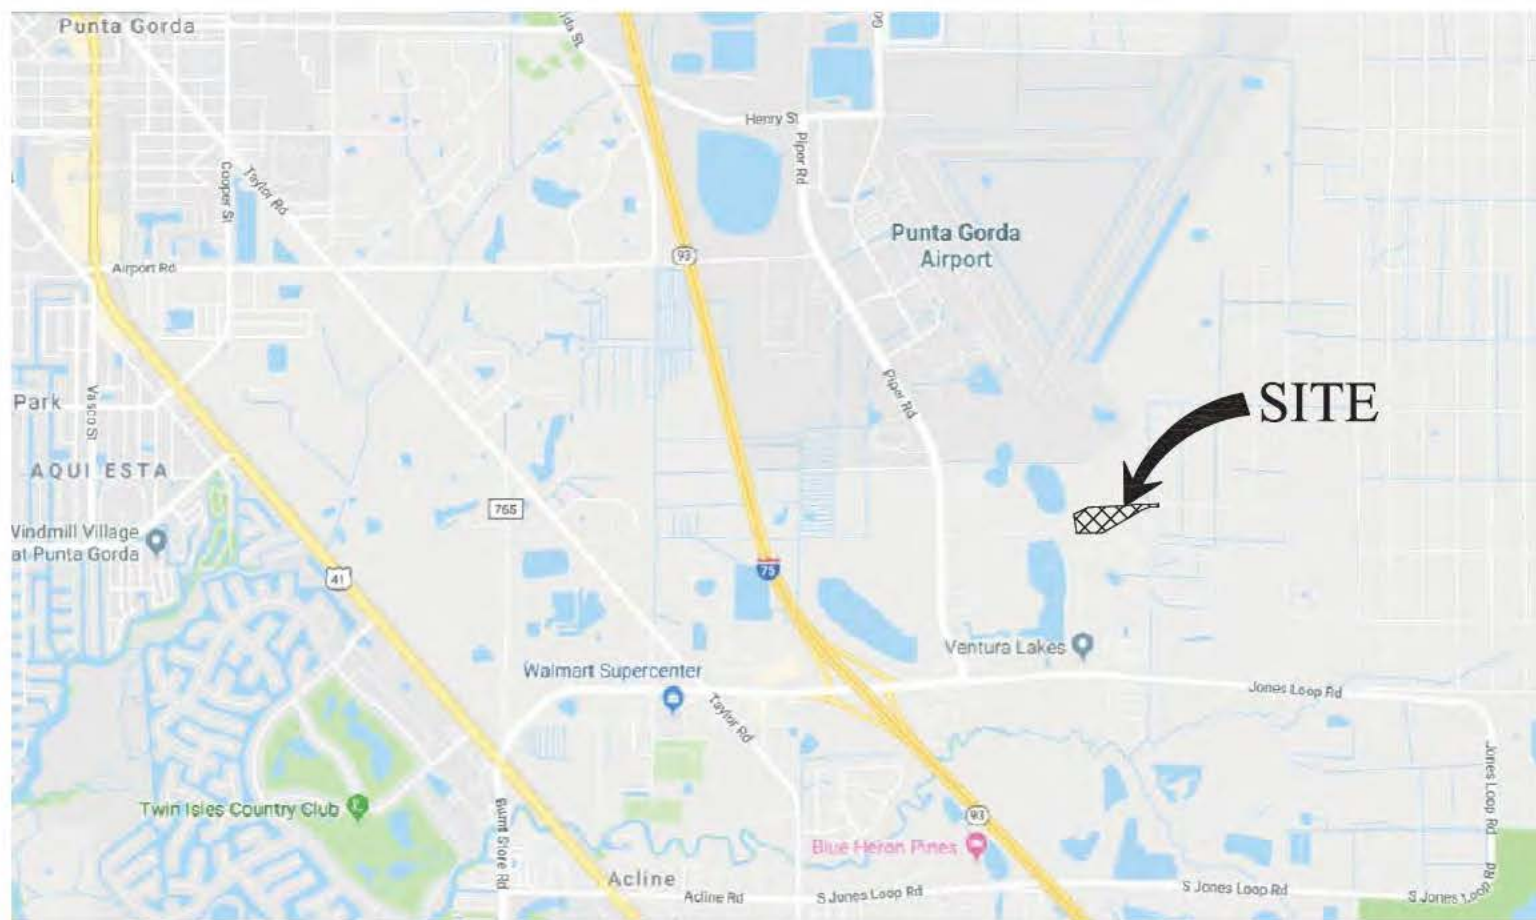 Punta Gorda
Henry St
Piper Rd
Cooper St
Taylor Rd
Punta Gorda
Airport
93
Airport Rd
Piper Rd
Park
Vasco St
SITE
AQUI ESTA
765
Windmill Village
at Punta Gorda
41
75
Ventura Lakes
Walmart Supercenter
Jones Loop Rd
Taylor Rd
Jones Loop Rd
Twin Isles Country Club
Burnt Store Rd
93
Blue Heron Pines
Acline
Acline Rd
S Jones Loop Rd
S Jones Loop Rd
S Jones Loop Rd